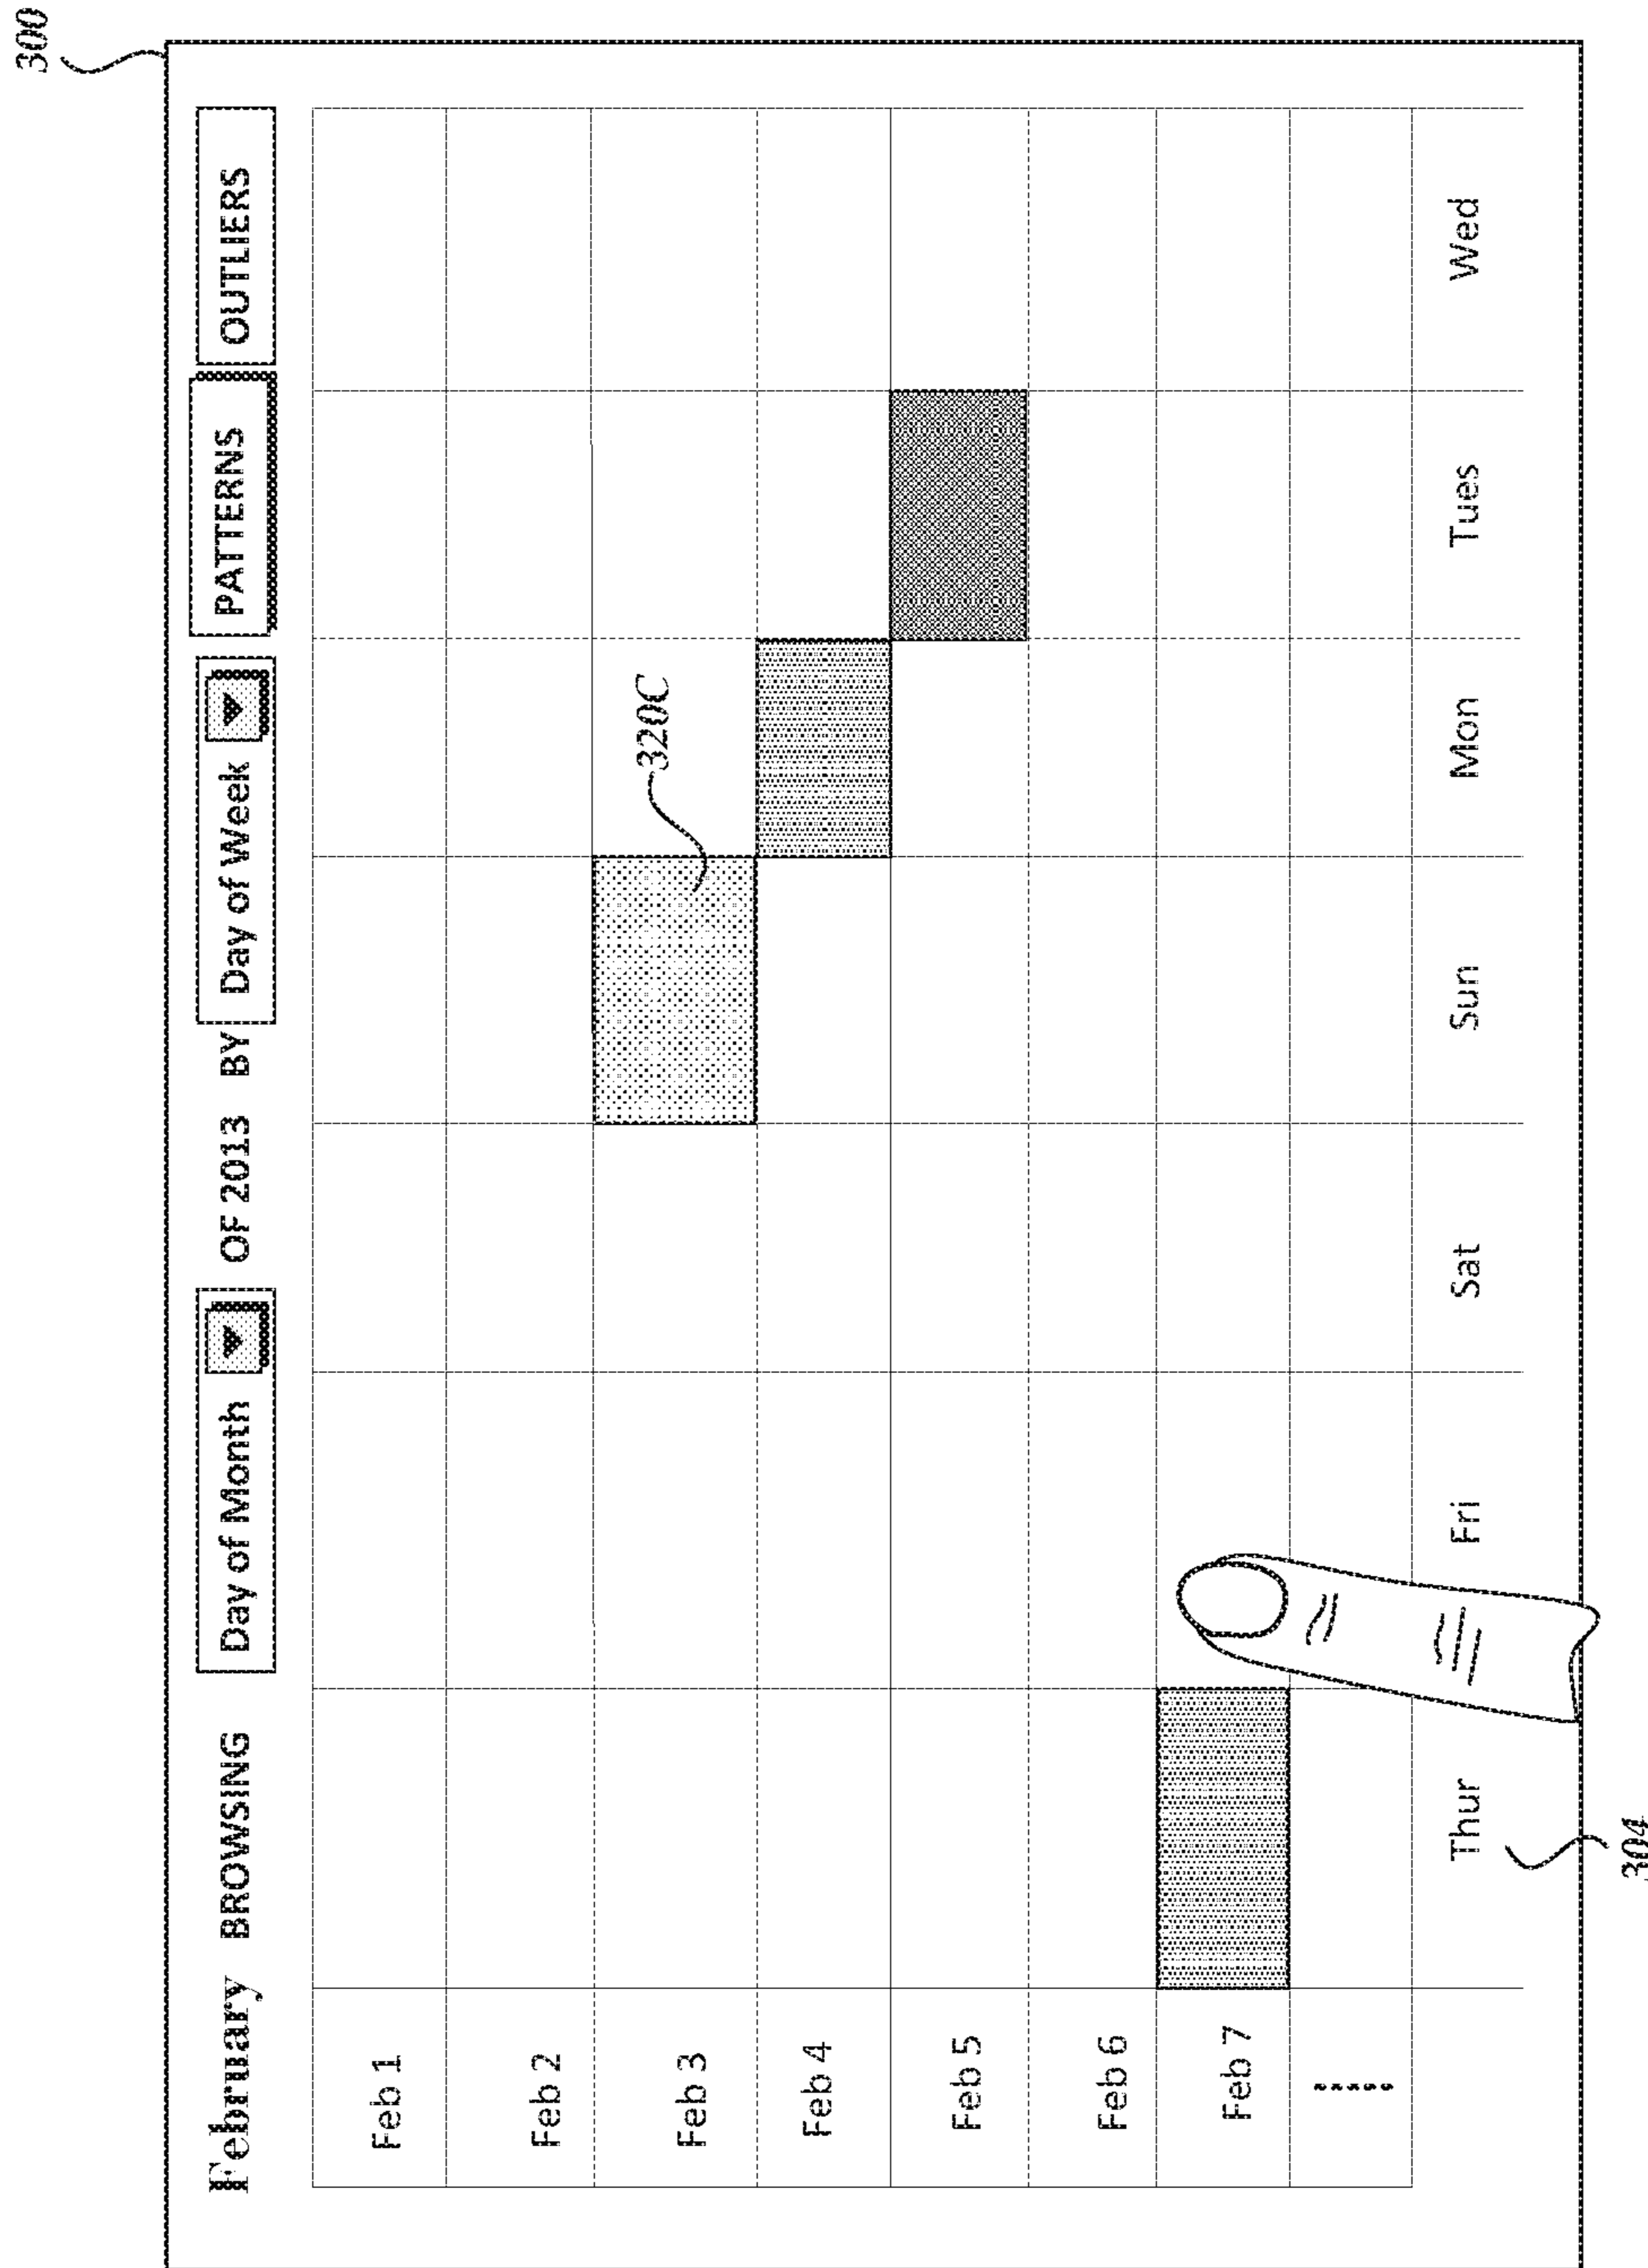 300
February BROWSING Day of Month OF 2013 BY Day of Week PATTERNS OUTLIERS
Feb 1
Feb 2
Feb 3
320C
Feb 4
Feb 5
Feb 6
Feb 7
Thur Fri Sat Sun Mon Tues Wed
304